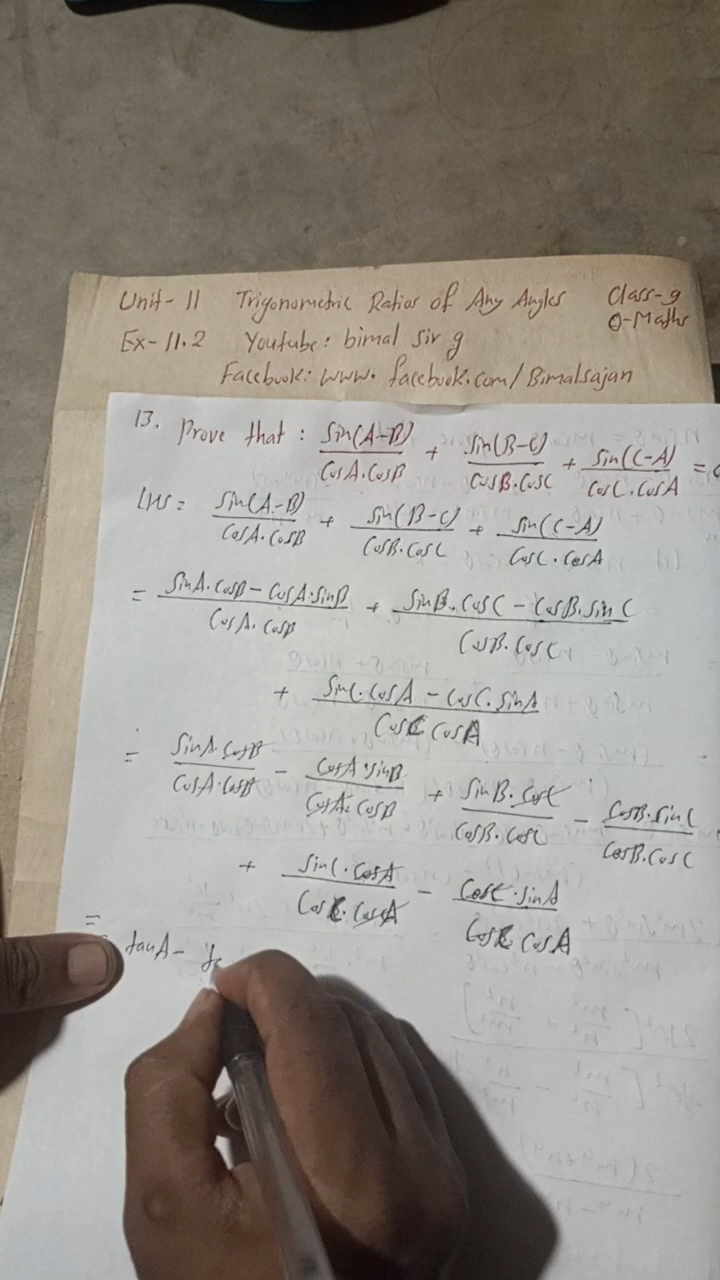 Unit-11 Trigonometric Ratios of Any Angles Class-9
O-Maths
Ex-11.2 Youtube: bimal sir g
Facebook: www.facebook.com/Bimalsajan
13. Prove that : Sin(A-B)/CosA.CosB + Sin(B-C)/CosB.CosC + Sin(C-A)/CosC.CosA =
LHS = Sin(A-B)/CosA.CosB + Sin(B-C)/CosB.CosC + Sin(C-A)/CosC.CosA
= SinA.CosB-CosA.SinB/CosA.CosB + SinB.CosC-CosB.SinC/CosB.CosC
+ SinC.CosA-CosC.SinA/CosC CosA
= SinA.CosB/CosA.CosB - CosA.SinB/CosA.CosB + SinB.CosC/CosB.CosC - CosB.SinC/CosB.CosC
+ SinC.CosA/CosC.CosA - CosC.SinA/CosC CosA
= tanA -